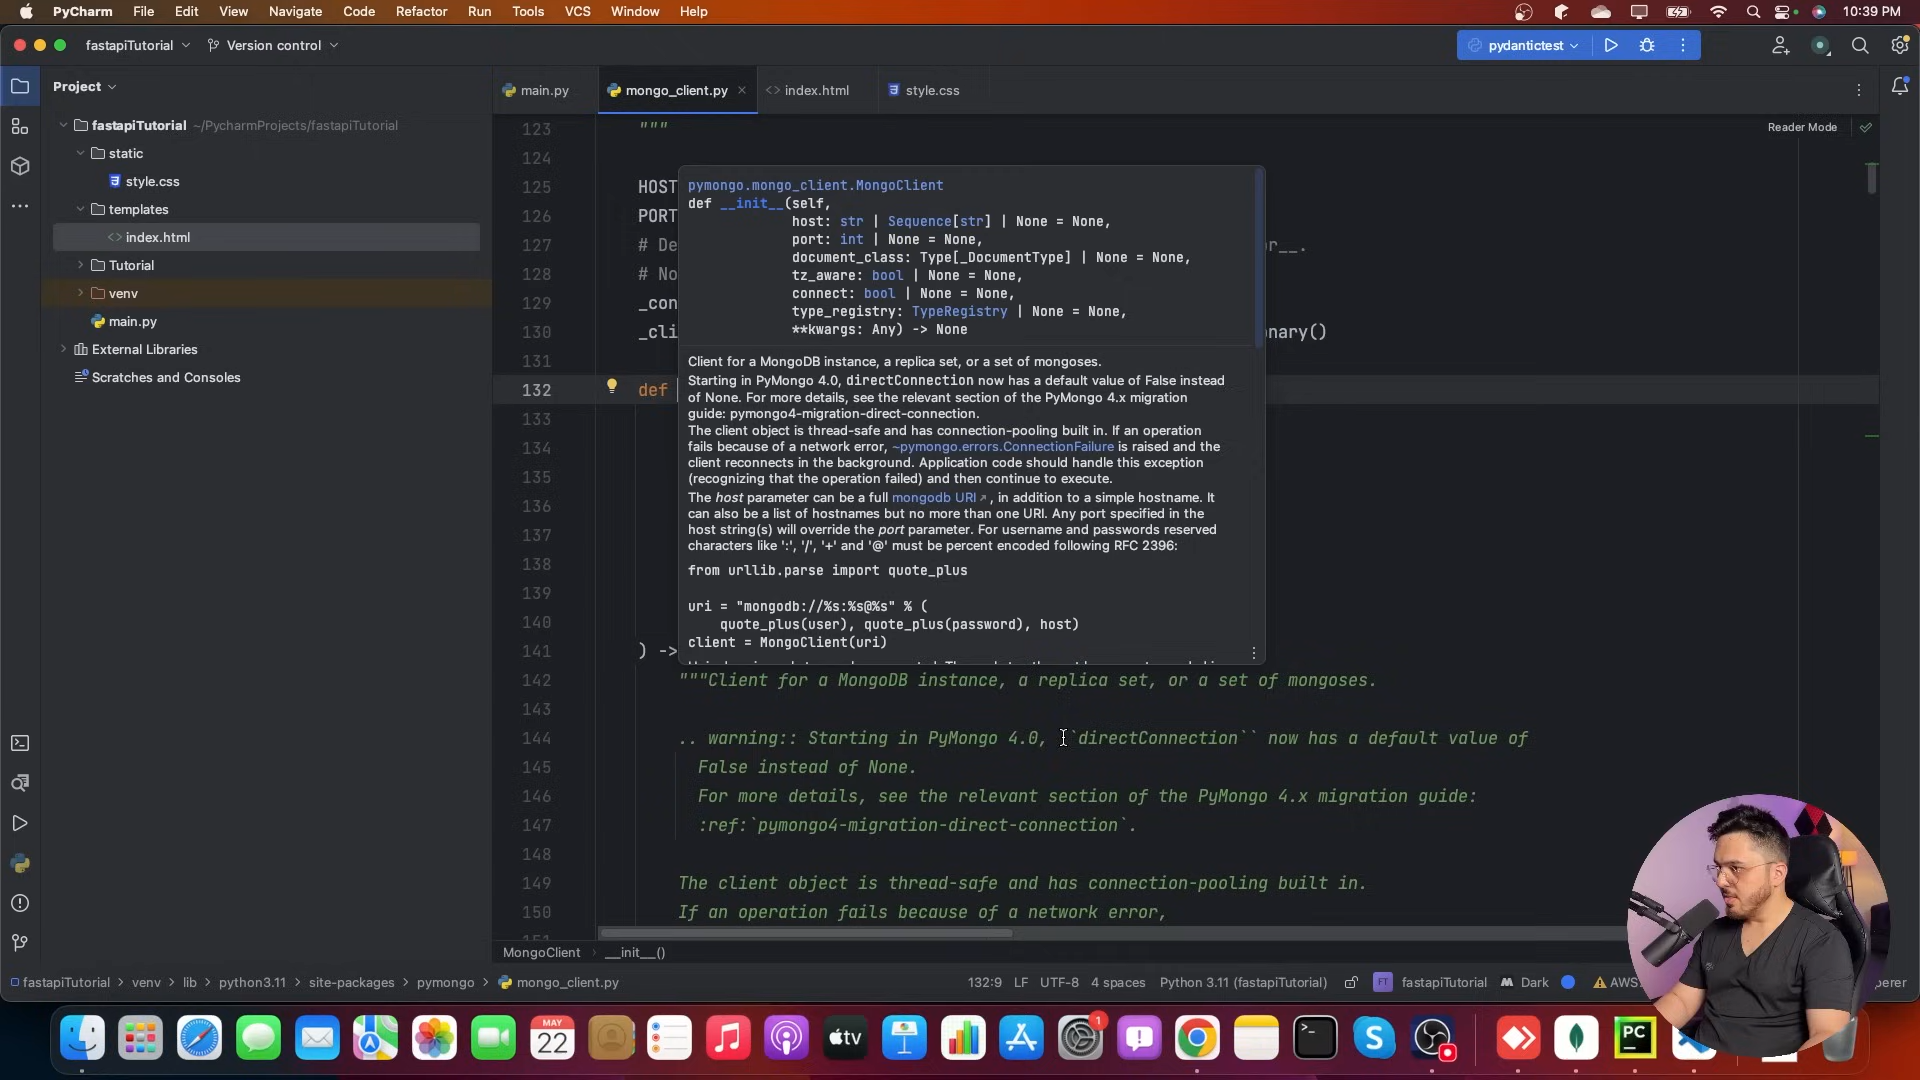 PyCharm File Edit View Navigate Code Refactor Run Tools VCS Window Help 10:39 PM
fastapiTutorial Version control pydantictest
Project
main.py mongo_client.py index.html style.css
fastapiTutorial ~/PycharmProjects/fastapiTutorial
static
style.css
templates
index.html
Tutorial
venv
main.py
External Libraries
Scratches and Consoles
Reader Mode
123 """
124
125 HOST
126 PORT
127 # De r__.
128 # No
129 _con
130 _cli nary()
131
132 def
133
134
135
136
137
138
139
140
141 ) ->
pymongo.mongo_client.MongoClient
def __init__(self,
host: str | Sequence[str] | None = None,
port: int | None = None,
document_class: Type[_DocumentType] | None = None,
tz_aware: bool | None = None,
connect: bool | None = None,
type_registry: TypeRegistry | None = None,
**kwargs: Any) -> None
Client for a MongoDB instance, a replica set, or a set of mongoses.
Starting in PyMongo 4.0, directConnection now has a default value of False instead
of None. For more details, see the relevant section of the PyMongo 4.x migration
guide: pymongo4-migration-direct-connection.
The client object is thread-safe and has connection-pooling built in. If an operation
fails because of a network error, ~pymongo.errors.ConnectionFailure is raised and the
client reconnects in the background. Application code should handle this exception
(recognizing that the operation failed) and then continue to execute.
The host parameter can be a full mongodb URI↗, in addition to a simple hostname. It
can also be a list of hostnames but no more than one URI. Any port specified in the
host string(s) will override the port parameter. For username and passwords reserved
characters like ':', '/', '+' and '@' must be percent encoded following RFC 2396:
from urllib.parse import quote_plus
uri = "mongodb://%s:%s@%s" % (
quote_plus(user), quote_plus(password), host)
client = MongoClient(uri)
142 """Client for a MongoDB instance, a replica set, or a set of mongoses.
143
144 .. warning:: Starting in PyMongo 4.0, ``directConnection`` now has a default value of
145 False instead of None.
146 For more details, see the relevant section of the PyMongo 4.x migration guide:
147 :ref:`pymongo4-migration-direct-connection`.
148
149 The client object is thread-safe and has connection-pooling built in.
150 If an operation fails because of a network error,
MongoClient __init__()
fastapiTutorial venv lib python3.11 site-packages pymongo mongo_client.py 132:9 LF UTF-8 4 spaces Python 3.11 (fastapiTutorial) FT fastapiTutorial Dark AWS: perer
MAY
22
tv
1
PC